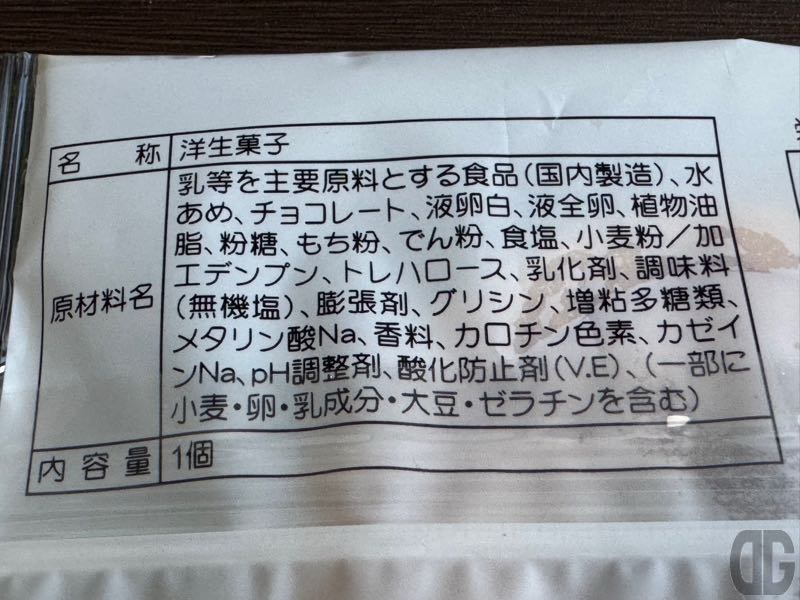 名称 洋生菓子
原材料名 乳等を主要原料とする食品(国内製造)、水
あめ、チョコレート、液卵白、液全卵、植物油
脂、粉糖、もち粉、でん粉、食塩、小麦粉/加
工デンプン、トレハロース、乳化剤、調味料
(無機塩)、膨張剤、グリシン、増粘多糖類、
メタリン酸Na、香料、カロチン色素、カゼイ
ンNa、pH調整剤、酸化防止剤(V.E)、(一部に
小麦・卵・乳成分・大豆・ゼラチンを含む)
内容量 1個
DG